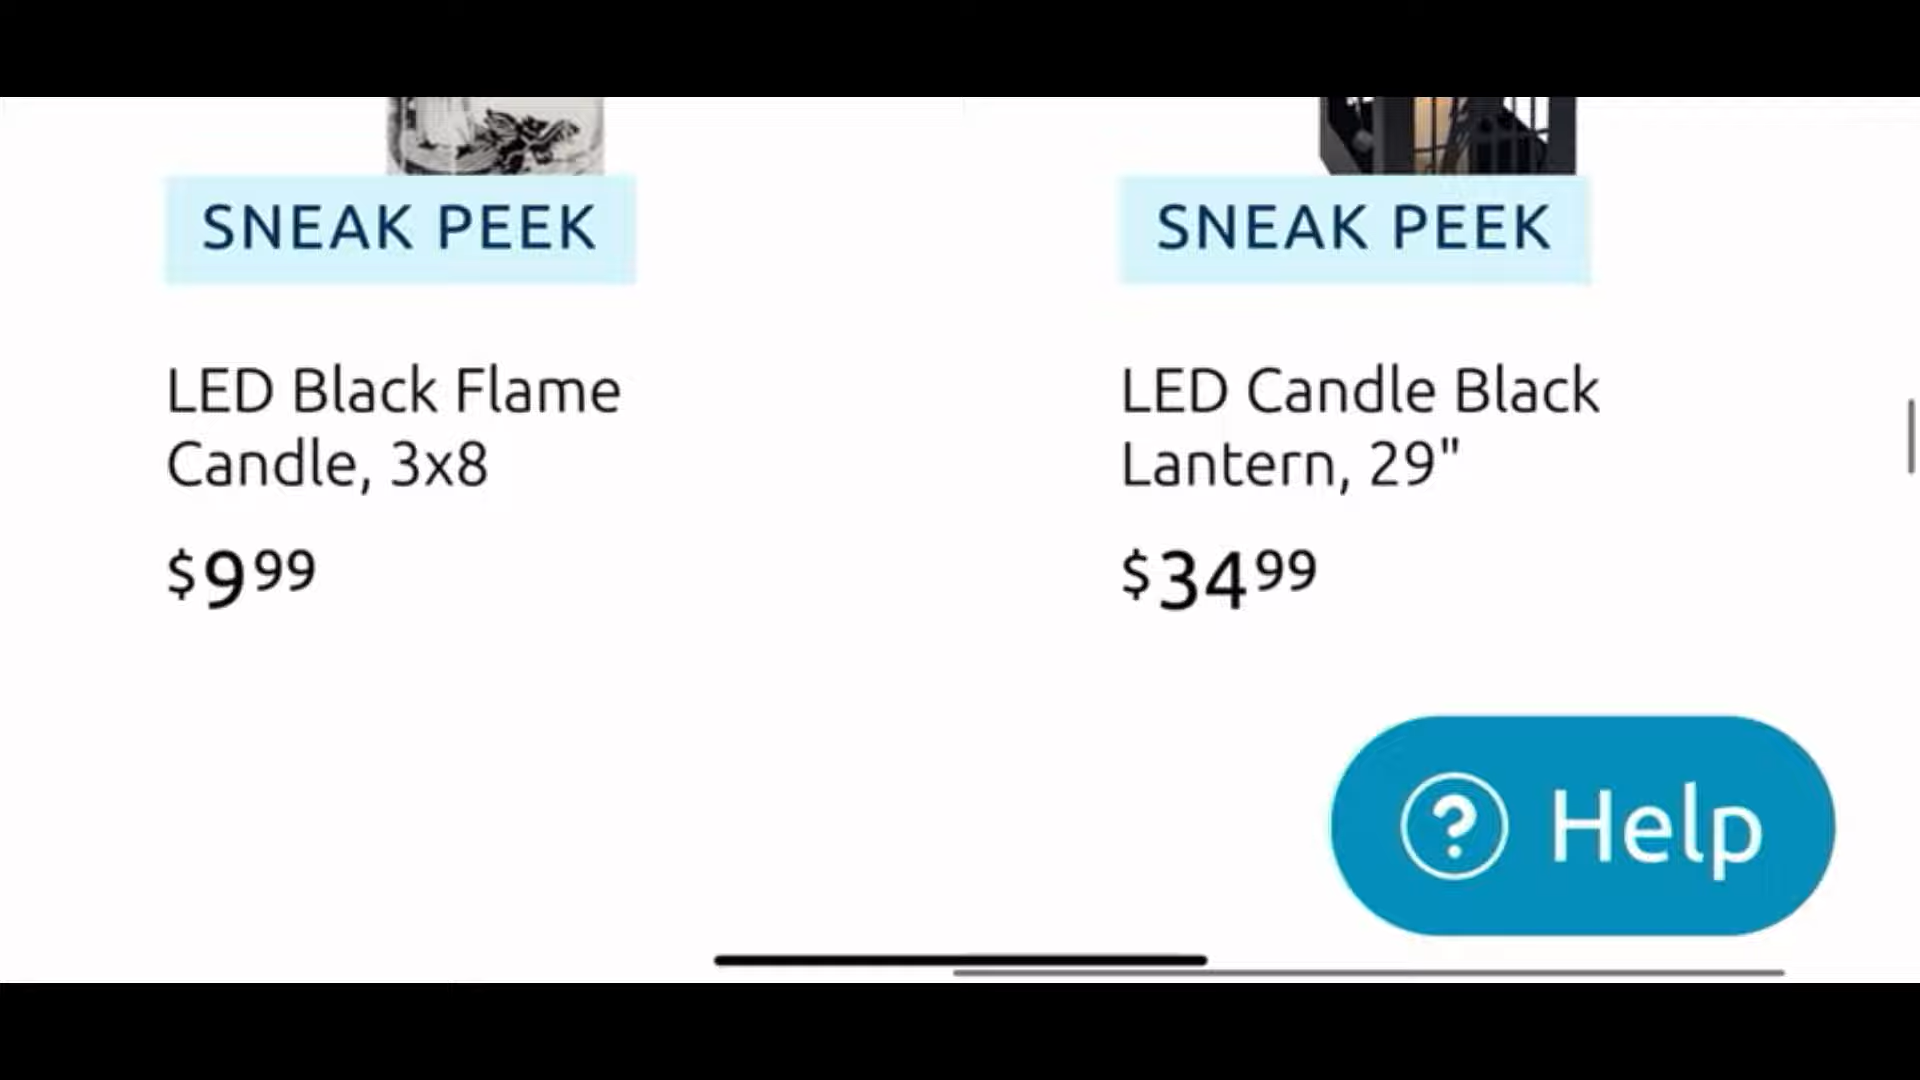 SNEAK PEEK
SNEAK PEEK
LED Black Flame
Candle, 3x8
$9 99
LED Candle Black
Lantern, 29"
$34 99
? Help